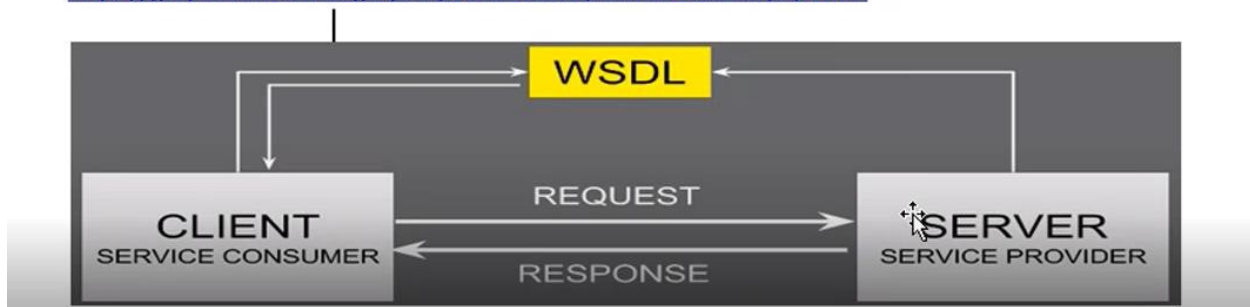 WSDL
REQUEST
CLIENT
SERVICE CONSUMER
SERVER
SERVICE PROVIDER
RESPONSE